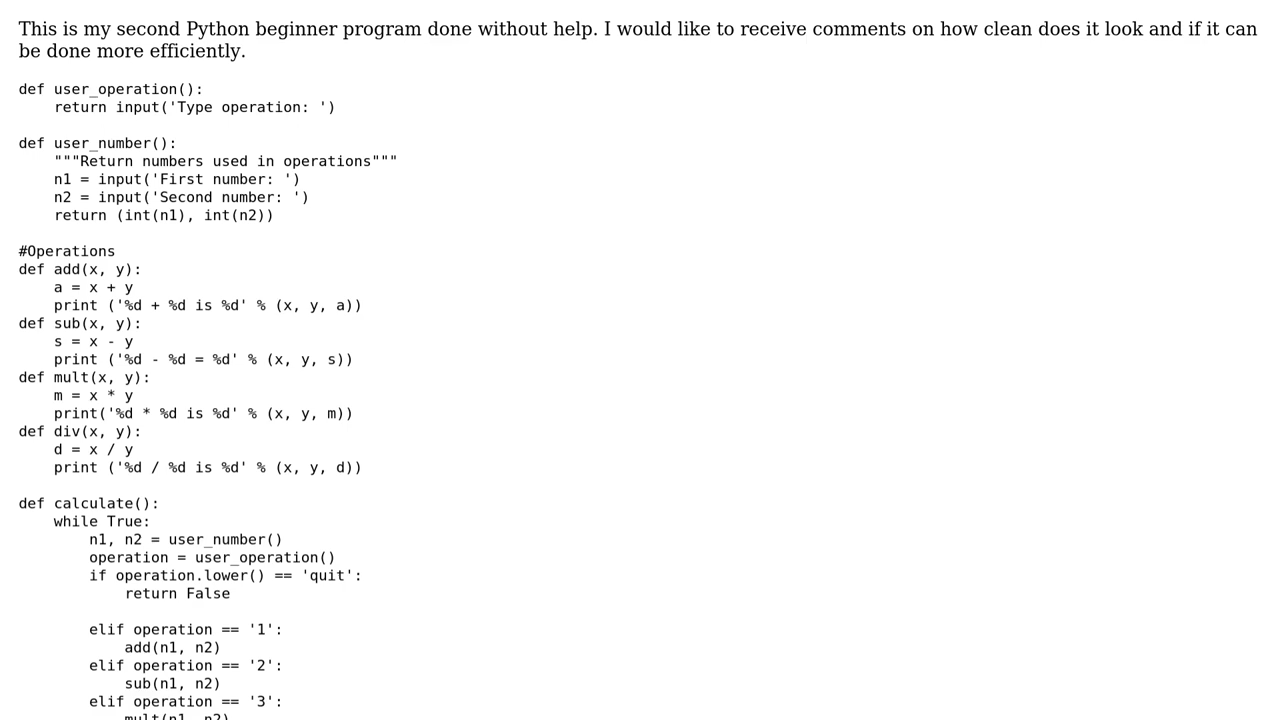 This is my second Python beginner program done without help. I would like to receive comments on how clean does it look and if it can
be done more efficiently.
def user_operation():
    return input('Type operation: ')
def user_number():
    """Return numbers used in operations"""
    n1 = input('First number: ')
    n2 = input('Second number: ')
    return (int(n1), int(n2))
#Operations
def add(x, y):
    a = x + y
    print ('%d + %d is %d' % (x, y, a))
def sub(x, y):
    s = x - y
    print ('%d - %d = %d' % (x, y, s))
def mult(x, y):
    m = x * y
    print('%d * %d is %d' % (x, y, m))
def div(x, y):
    d = x / y
    print ('%d / %d is %d' % (x, y, d))
def calculate():
    while True:
        n1, n2 = user_number()
        operation = user_operation()
        if operation.lower() == 'quit':
            return False
        elif operation == '1':
            add(n1, n2)
        elif operation == '2':
            sub(n1, n2)
        elif operation == '3':
            mult(n1, n2)